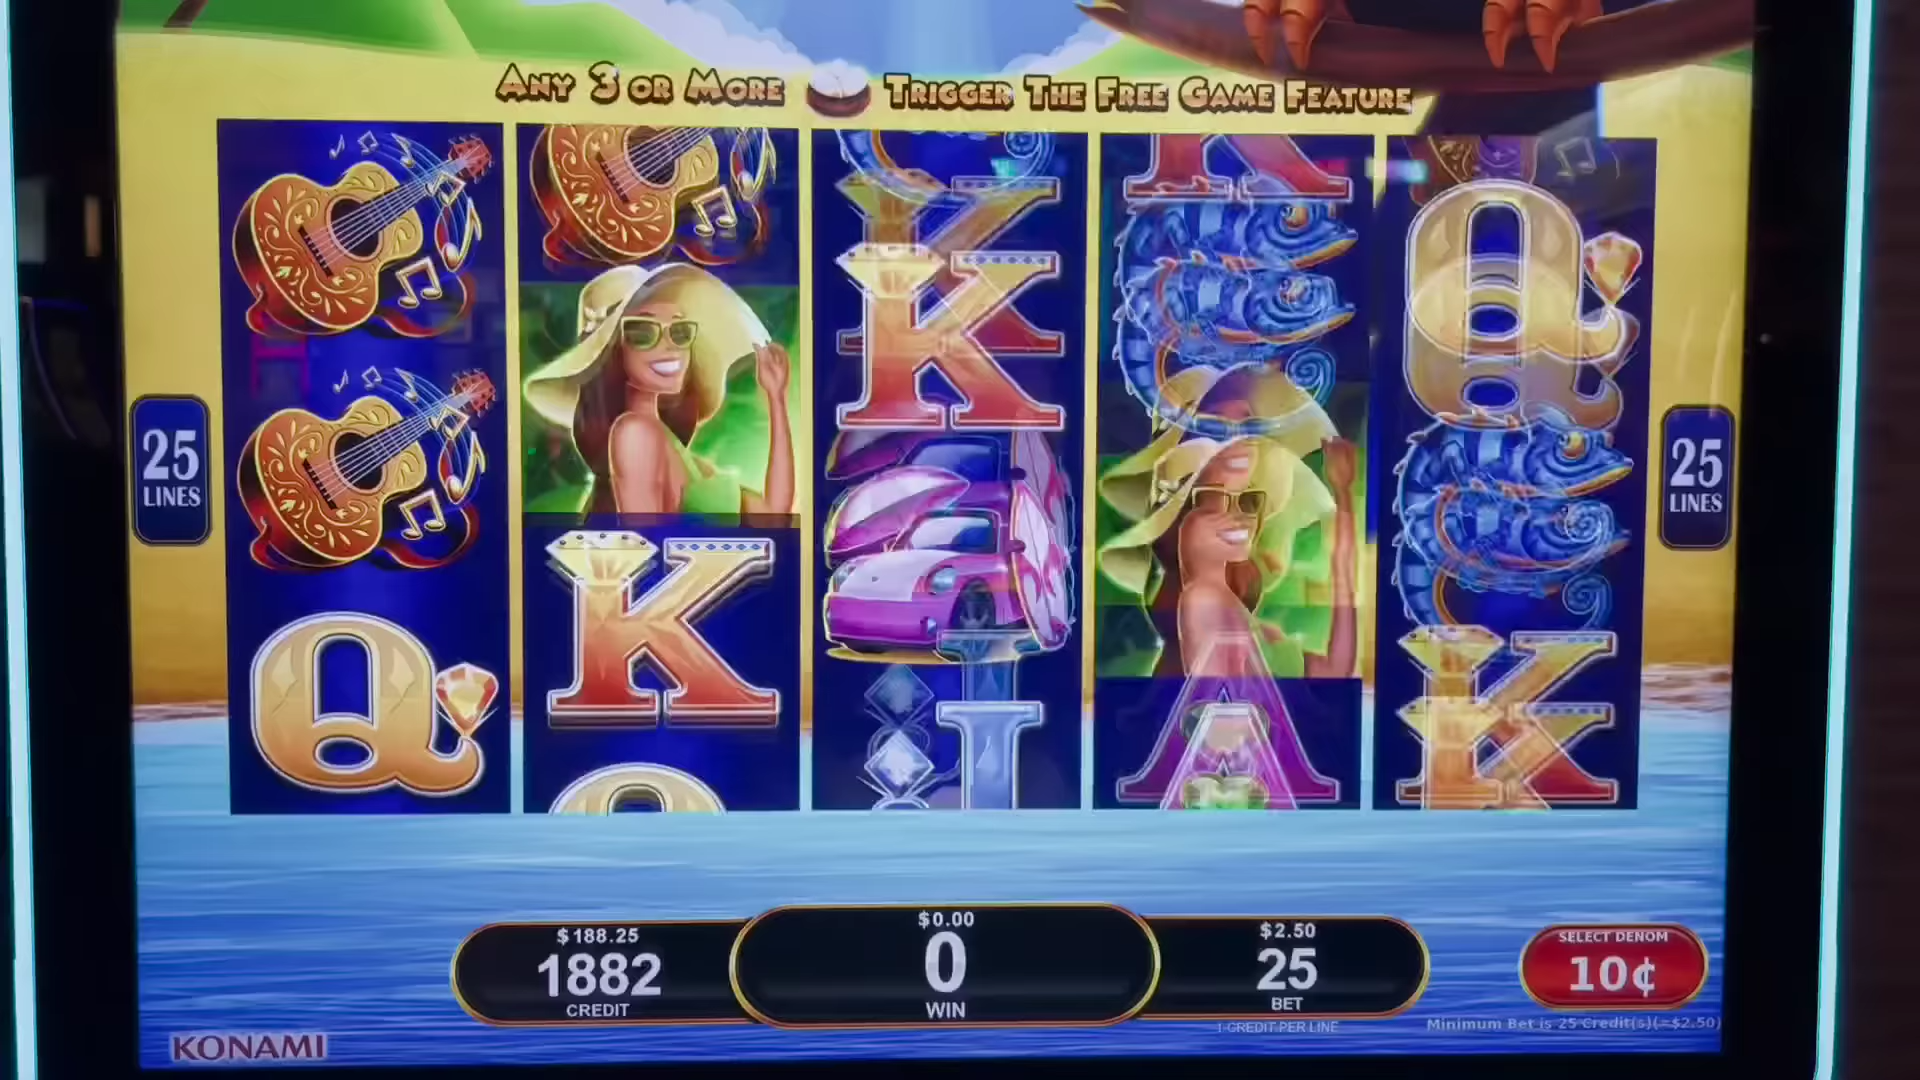 ANY 3 OR MORE TRIGGER THE FREE GAME FEATURE
K
K
Q
Q
25
LINES
25
LINES
Q
K
J
A
K
K
Q
$188.25
1882
CREDIT
$0.00
0
WIN
$2.50
25
BET
1 CREDIT PER LINE
SELECT DENOM
10¢
Minimum Bet is 25 Credit(s)(=$2.50)
KONAMI